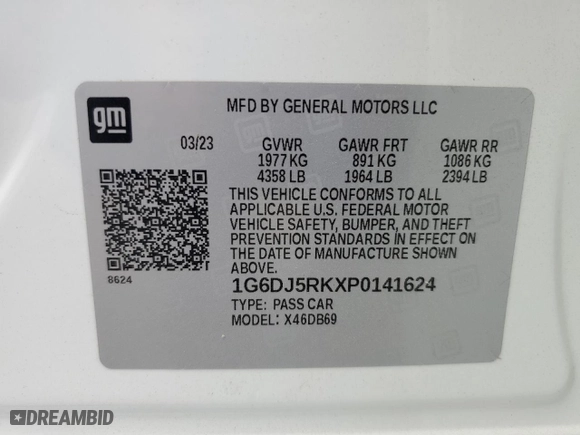 gm
MFD BY GENERAL MOTORS LLC
03/23 GVWR GAWR FRT GAWR RR
1977 KG 891 KG 1086 KG
4358 LB 1964 LB 2394 LB
THIS VEHICLE CONFORMS TO ALL
APPLICABLE U.S. FEDERAL MOTOR
VEHICLE SAFETY, BUMPER, AND THEFT
PREVENTION STANDARDS IN EFFECT ON
THE DATE OF MANUFACTURE SHOWN ABOVE.
8624
1G6DJ5RKXP0141624
TYPE: PASS CAR
MODEL: X46DB69
DREAMBID